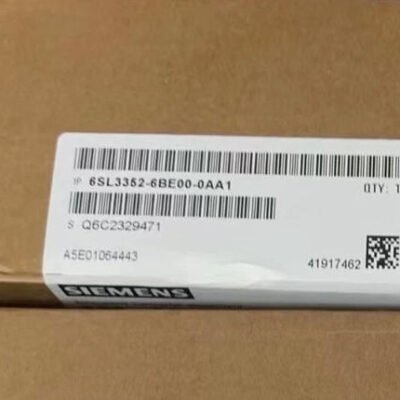 1P 6SL3352-6BE00-0AA1
QTY: 1
S Q6C2329471
A5E01064443
41917462
SIEMENS